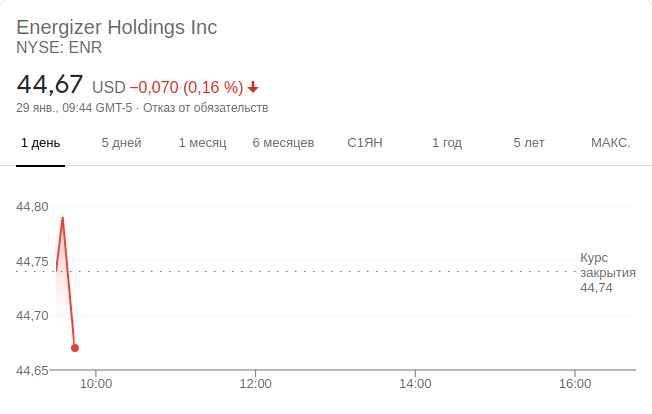 Energizer Holdings Inc
NYSE: ENR
44,67 USD −0,070 (0,16 %)
29 янв., 09:44 GMT-5 · Отказ от обязательств
1 день 5 дней 1 месяц 6 месяцев С1ЯН 1 год 5 лет МАКС.
44,80
44,75
Курс
закрытия
44,74
44,70
44,65
10:00 12:00 14:00 16:00